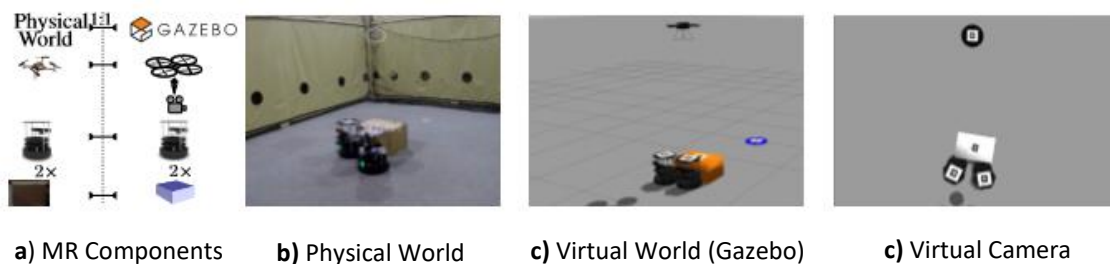 Physical
World
1:1
GAZEBO
2×
2×
a) MR Components
b) Physical World
c) Virtual World (Gazebo)
c) Virtual Camera